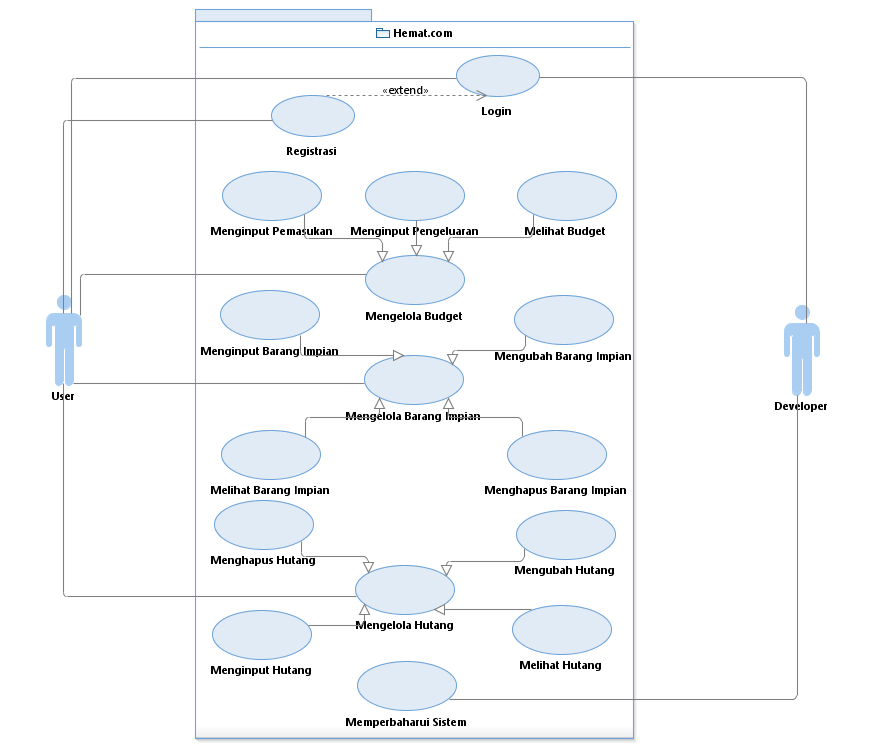 Hemat.com
«extend»
Login
Registrasi
Menginput Pemasukan
Menginput Pengeluaran
Melihat Budget
Mengelola Budget
Menginput Barang Impian
Mengubah Barang Impian
User
Developer
Mengelola Barang Impian
Melihat Barang Impian
Menghapus Barang Impian
Menghapus Hutang
Mengubah Hutang
Mengelola Hutang
Menginput Hutang
Melihat Hutang
Memperbaharui Sistem